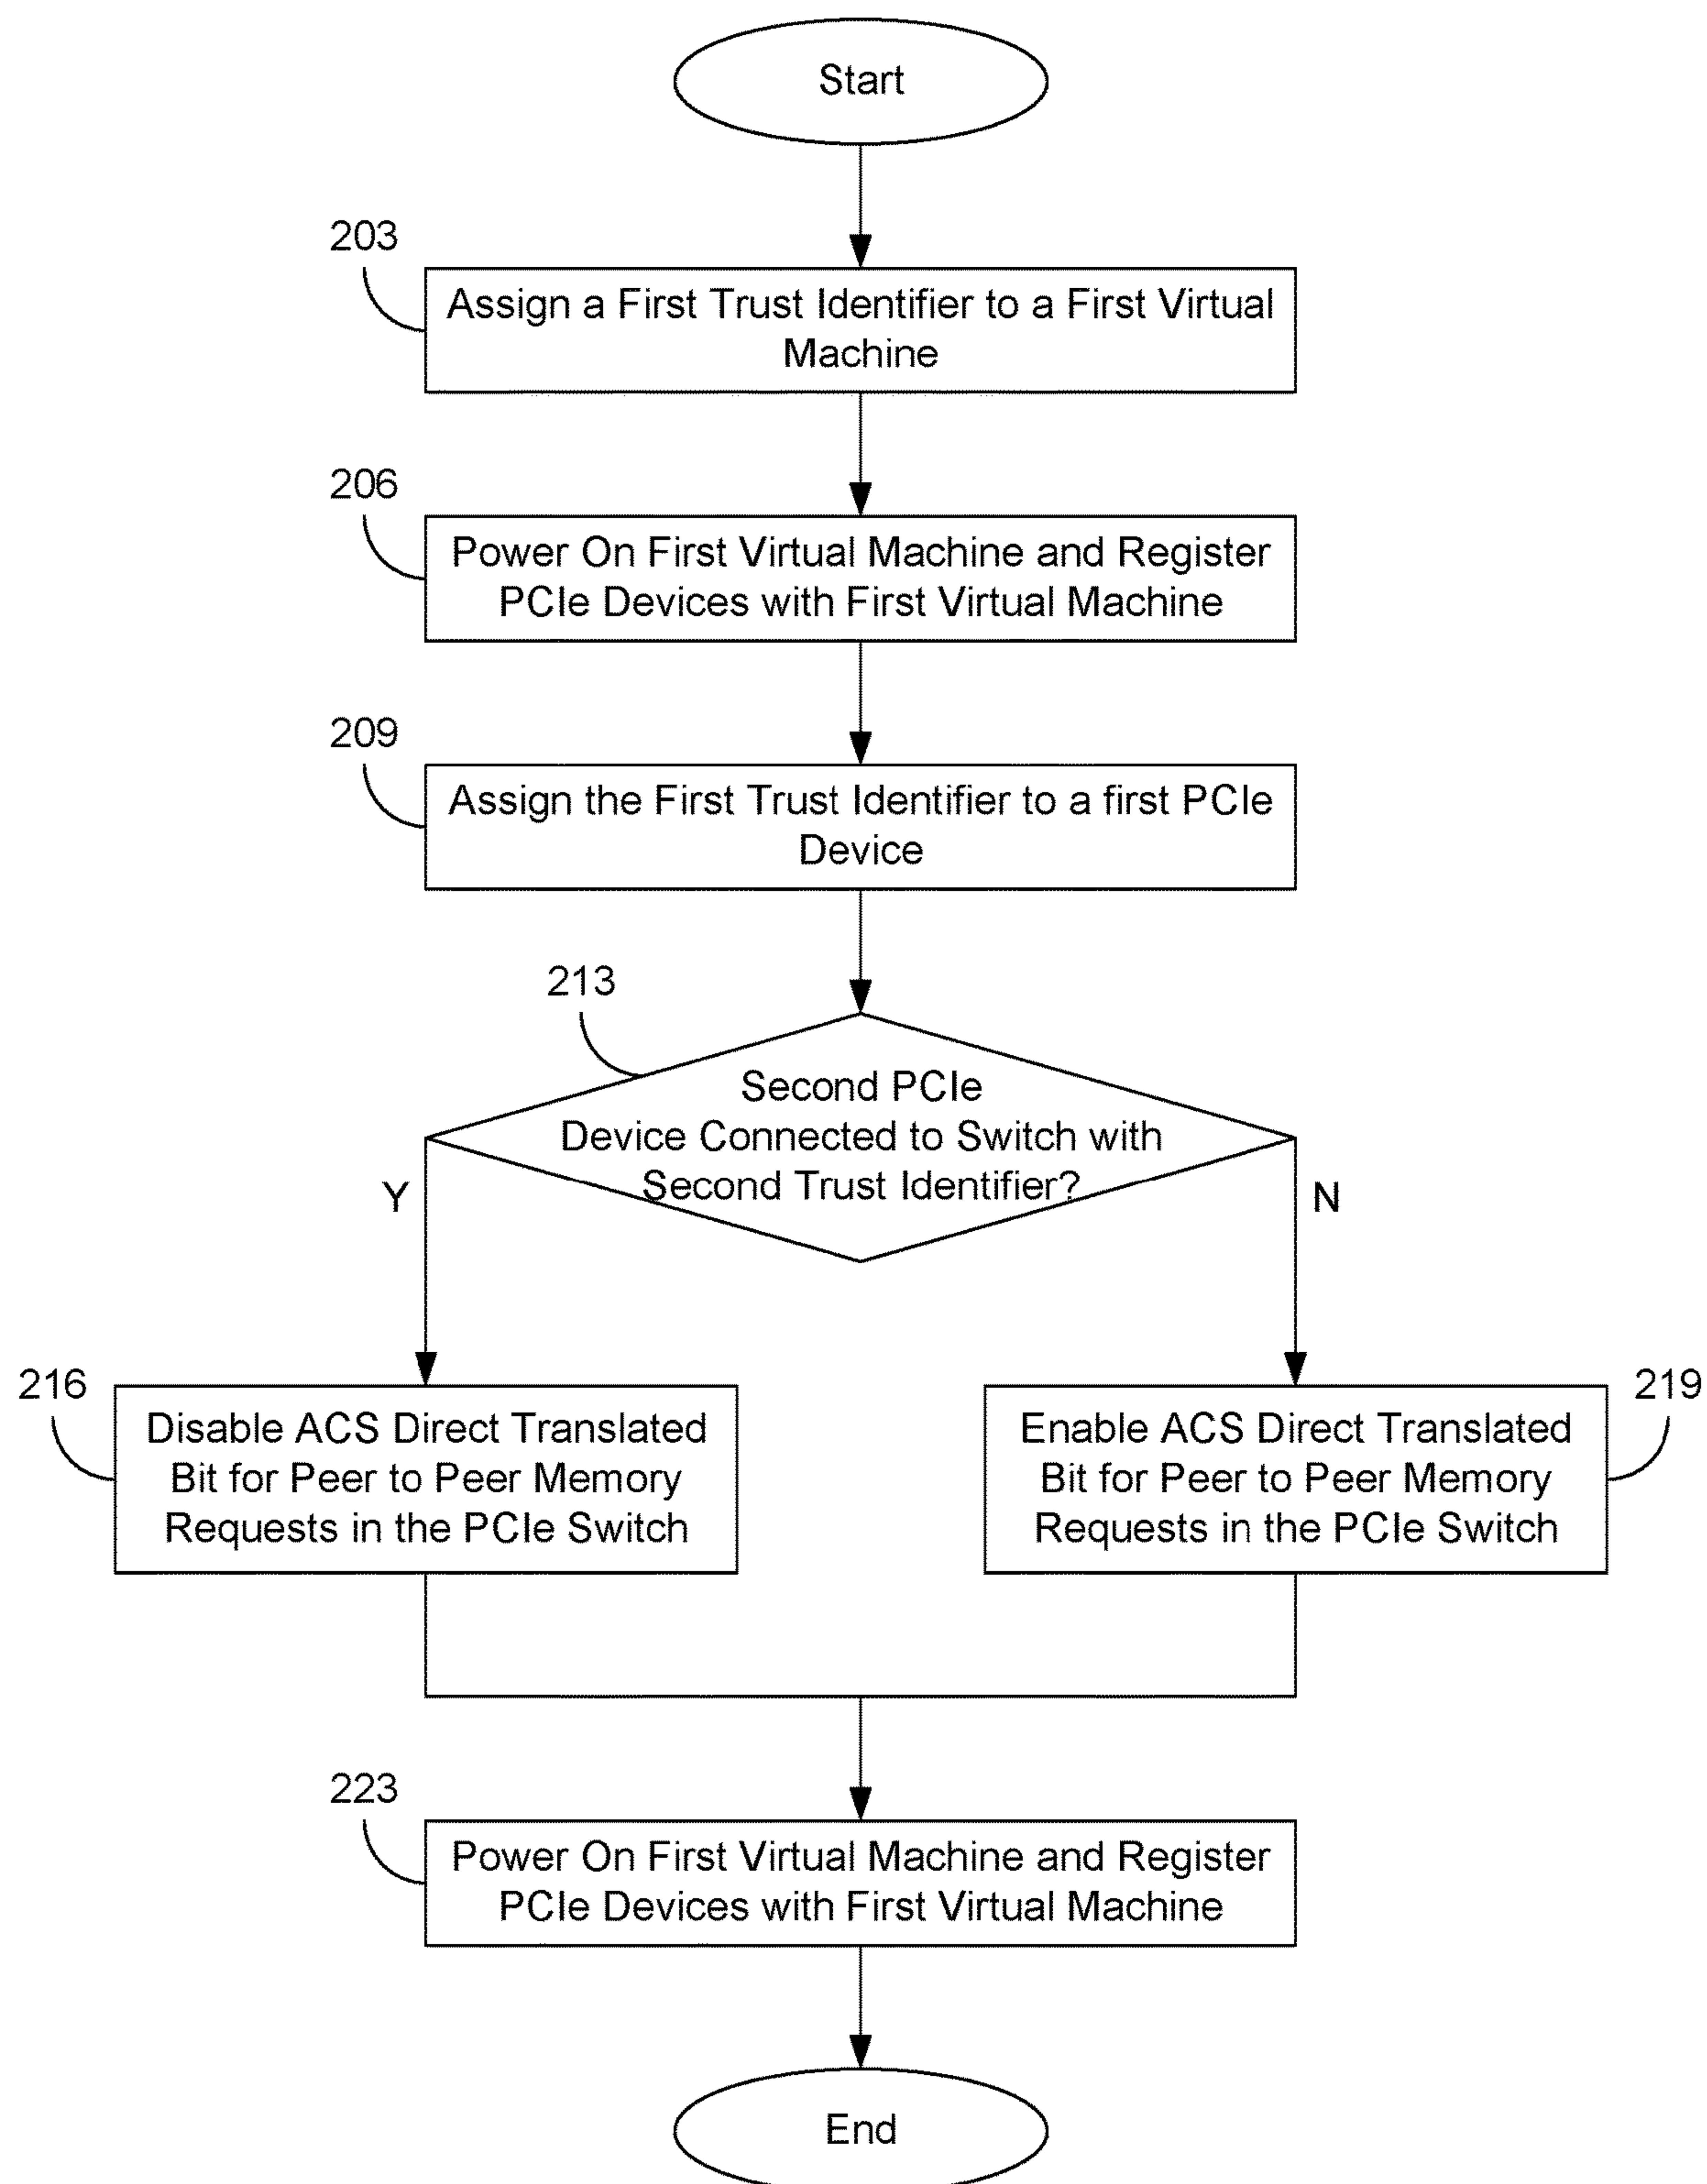 Start
203
Assign a First Trust Identifier to a First Virtual
Machine
206
Power On First Virtual Machine and Register
PCIe Devices with First Virtual Machine
209
Assign the First Trust Identifier to a first PCIe
Device
213
Second PCIe
Device Connected to Switch with
Second Trust Identifier?
Y
N
216
Disable ACS Direct Translated
Bit for Peer to Peer Memory
Requests in the PCIe Switch
219
Enable ACS Direct Translated
Bit for Peer to Peer Memory
Requests in the PCIe Switch
223
Power On First Virtual Machine and Register
PCIe Devices with First Virtual Machine
End